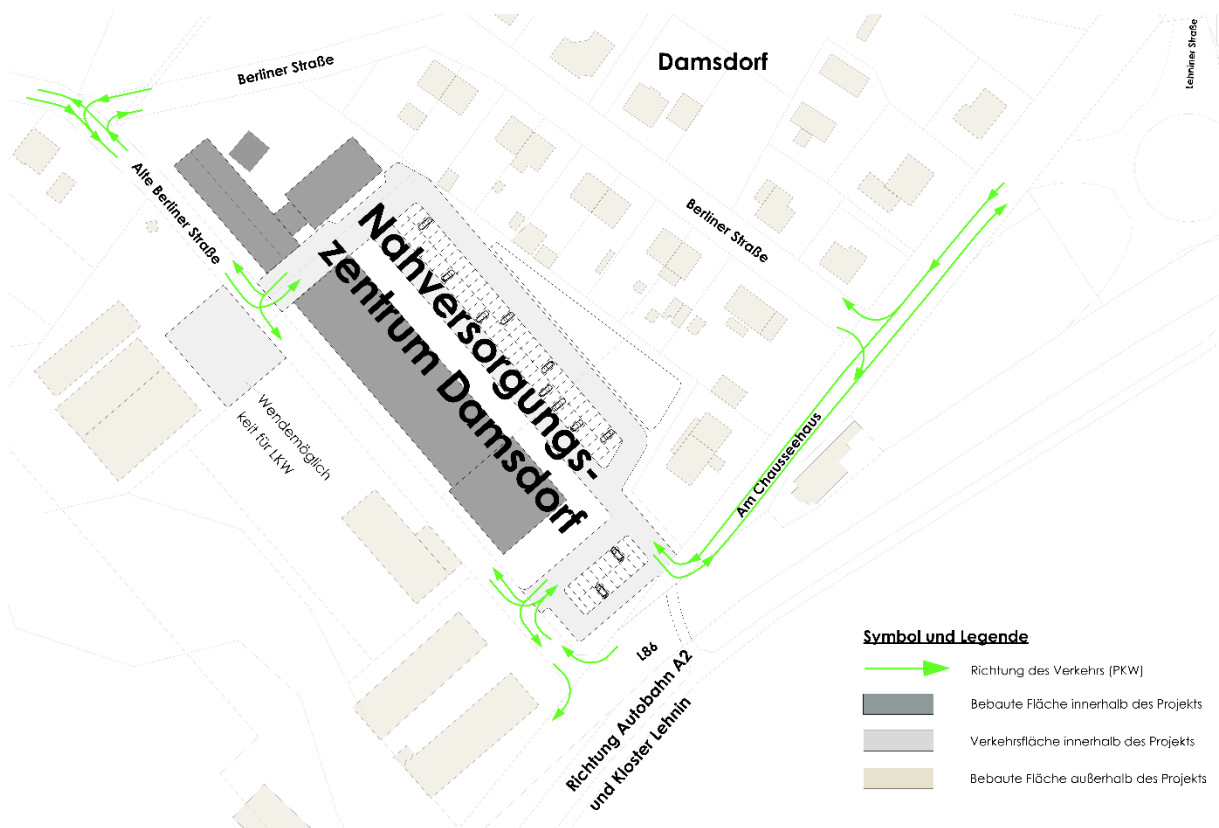 Damsdorf
Lehniner Straße
Berliner Straße
Alte Berliner Straße
Nahversorgungs-
zentrum Damsdorf
Berliner Straße
Wendemöglich
keit für LKW
Am Chausseehaus
L86
Richtung Autobahn A2
und Kloster Lehnin
Symbol und Legende
Richtung des Verkehrs (PKW)
Bebaute Fläche innerhalb des Projekts
Verkehrsfläche innerhalb des Projekts
Bebaute Fläche außerhalb des Projekts